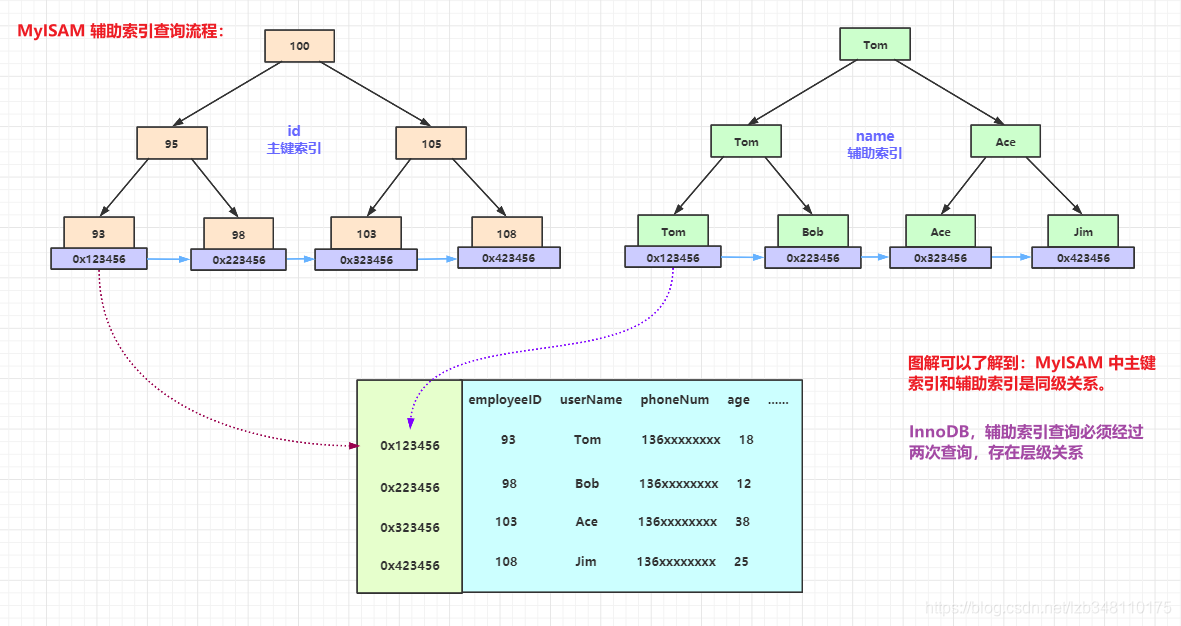 MyISAM 辅助索引查询流程：
100
95
id
主键索引
105
93
98
103
108
0x123456
0x223456
0x323456
0x423456
Tom
Tom
name
辅助索引
Ace
Tom
Bob
Ace
Jim
0x123456
0x223456
0x323456
0x423456
图解可以了解到：MyISAM 中主键
索引和辅助索引是同级关系。
InnoDB，辅助索引查询必须经过
两次查询，存在层级关系
employeeID userName phoneNum age ......
0x123456 93 Tom 136xxxxxxxx 18
0x223456 98 Bob 136xxxxxxxx 12
0x323456 103 Ace 136xxxxxxxx 38
0x423456 108 Jim 136xxxxxxxx 25
https://blog.csdn.net/lzb348110175